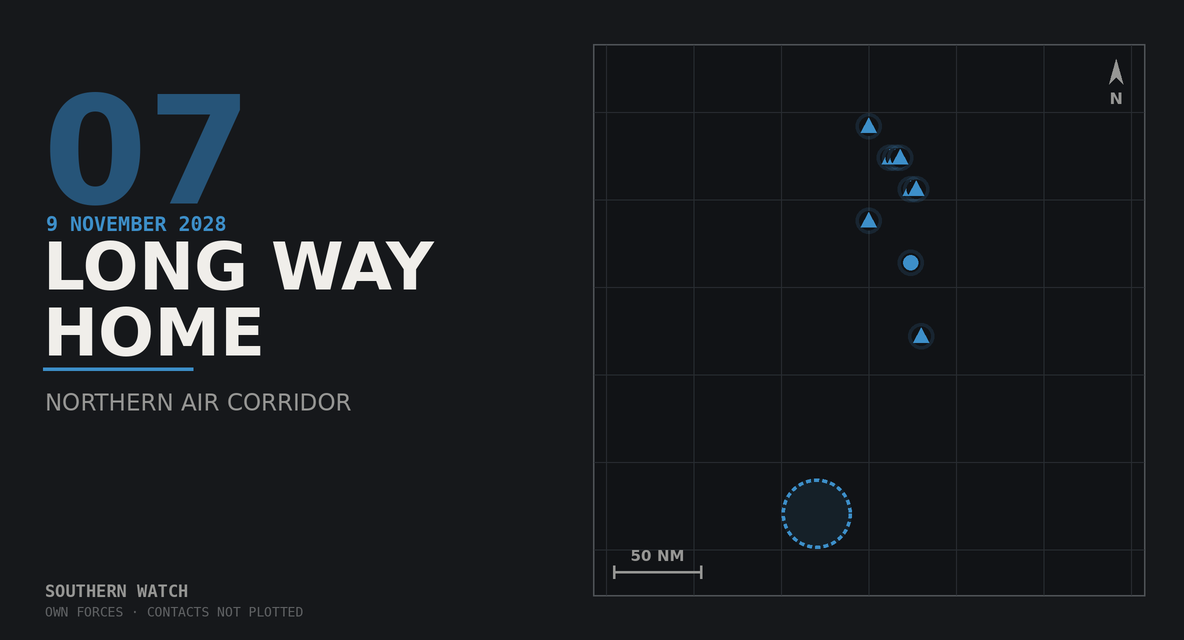 07
9 NOVEMBER 2028
LONG WAY
HOME
NORTHERN AIR CORRIDOR
SOUTHERN WATCH
OWN FORCES · CONTACTS NOT PLOTTED
N
50 NM